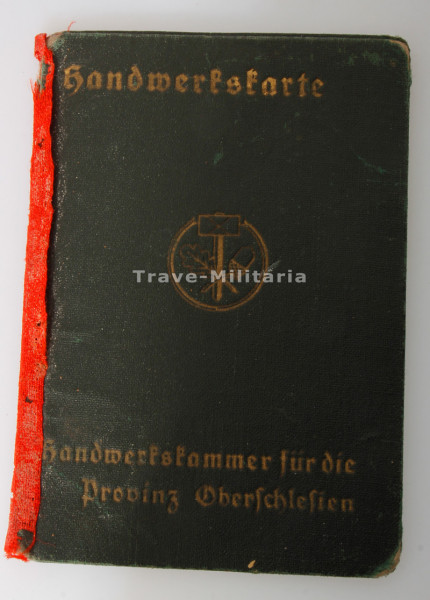 Handwerkskarte
Trave-Militaria
Handwerkskammer für die
Provinz Oberschlesien